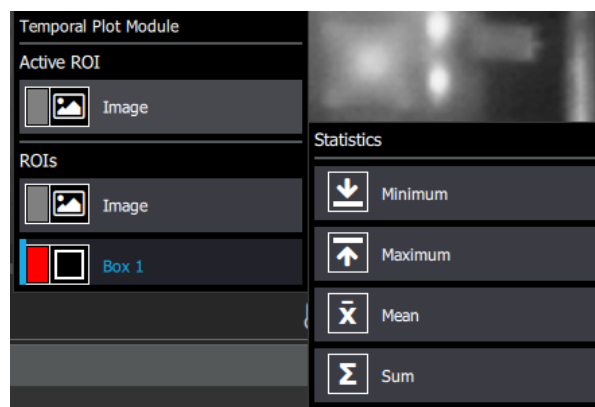 Temporal Plot Module
Active ROI
Image
ROIs
Image
Box 1
Statistics
Minimum
Maximum
x̄ Mean
Σ Sum